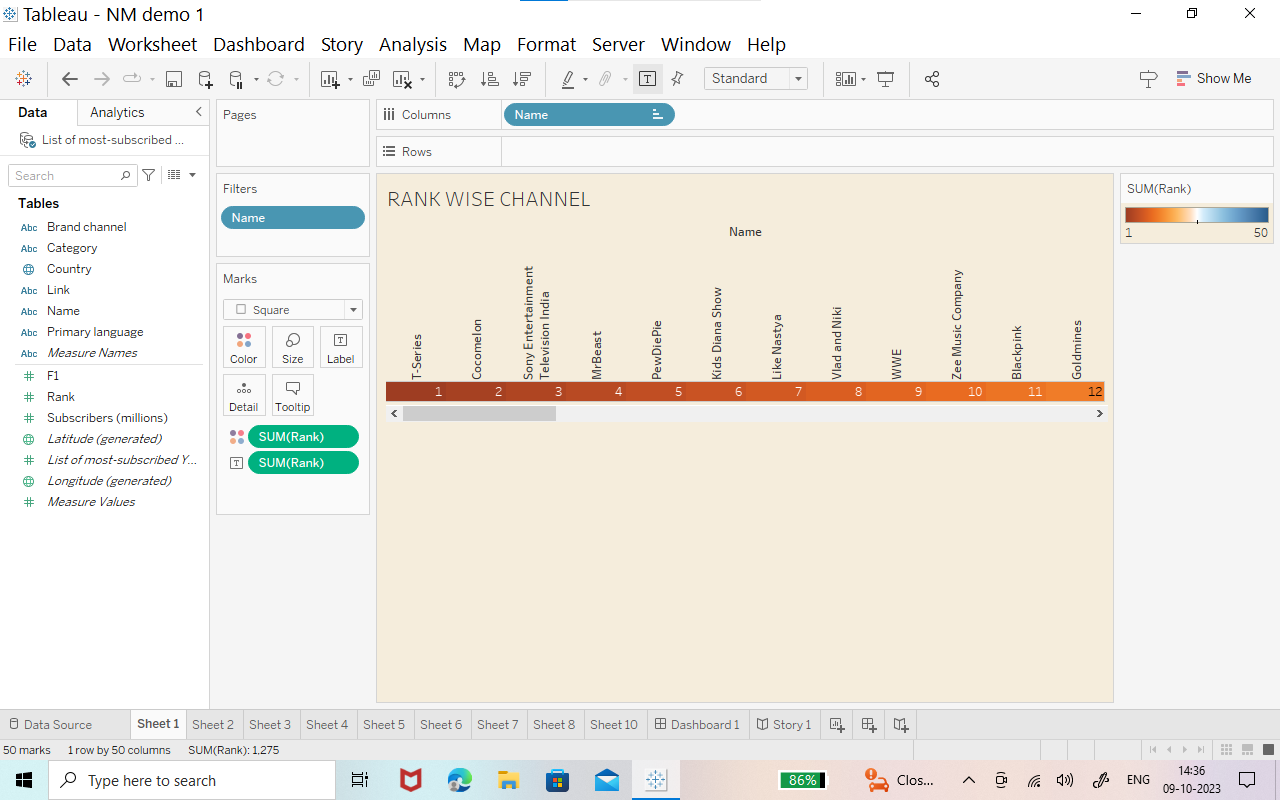 Tableau - NM demo 1
File Data Worksheet Dashboard Story Analysis Map Format Server Window Help
Standard
Show Me
Data Analytics
Pages
Columns Name
List of most-subscribed ...
Rows
Search
Filters
Name
RANK WISE CHANNEL
SUM(Rank)
1 50
Tables
Abc Brand channel
Abc Category
Country
Abc Link
Abc Name
Abc Primary language
Abc Measure Names
F1
Rank
Subscribers (millions)
Latitude (generated)
List of most-subscribed Y...
Longitude (generated)
Measure Values
Marks
Square
Color Size Label
Detail Tooltip
SUM(Rank)
SUM(Rank)
Name
T-Series
Cocomelon
Sony Entertainment
Television India
MrBeast
PewDiePie
Kids Diana Show
Like Nastya
Vlad and Niki
WWE
Zee Music Company
Blackpink
Goldmines
1 2 3 4 5 6 7 8 9 10 11 12
Data Source Sheet 1 Sheet 2 Sheet 3 Sheet 4 Sheet 5 Sheet 6 Sheet 7 Sheet 8 Sheet 10 Dashboard 1 Story 1
50 marks 1 row by 50 columns SUM(Rank): 1,275
Type here to search
86%
Clos...
ENG
14:36
09-10-2023